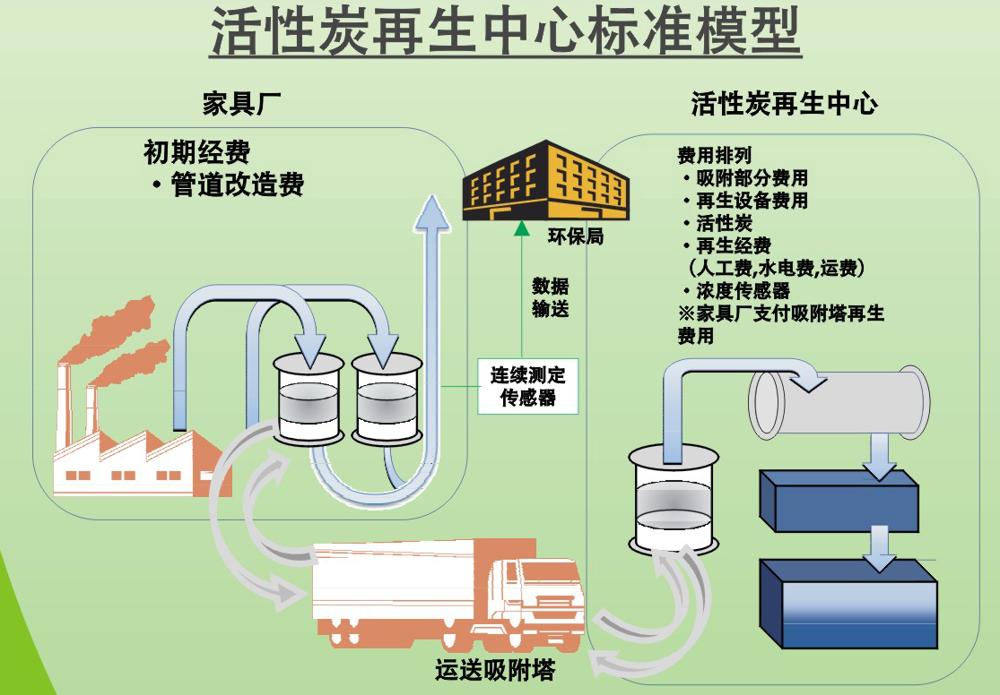 活性炭再生中心标准模型
家具厂
初期经费
・管道改造费
环保局
数据
输送
连续测定
传感器
运送吸附塔
活性炭再生中心
费用排列
・吸附部分费用
・再生设备费用
・活性炭
・再生经费
(人工费,水电费,运费)
・浓度传感器
※家具厂支付吸附塔再生
费用